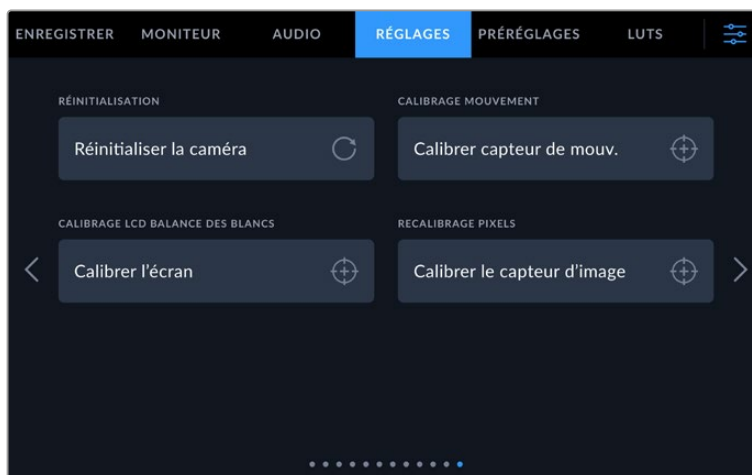 ENREGISTRER MONITEUR AUDIO RÉGLAGES PRÉRÉGLAGES LUTS
RÉINITIALISATION
Réinitialiser la caméra
CALIBRAGE MOUVEMENT
Calibrer capteur de mouv.
CALIBRAGE LCD BALANCE DES BLANCS
Calibrer l’écran
RECALIBRAGE PIXELS
Calibrer le capteur d’image